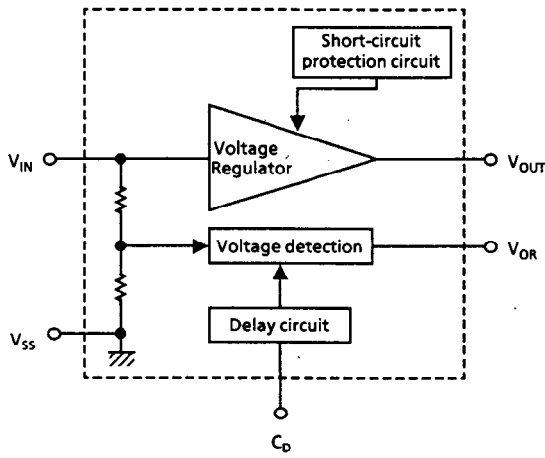 Short-circuit
protection circuit
Voltage
Regulator
V_IN
V_OUT
Voltage detection
V_OR
Delay circuit
V_SS
C_D